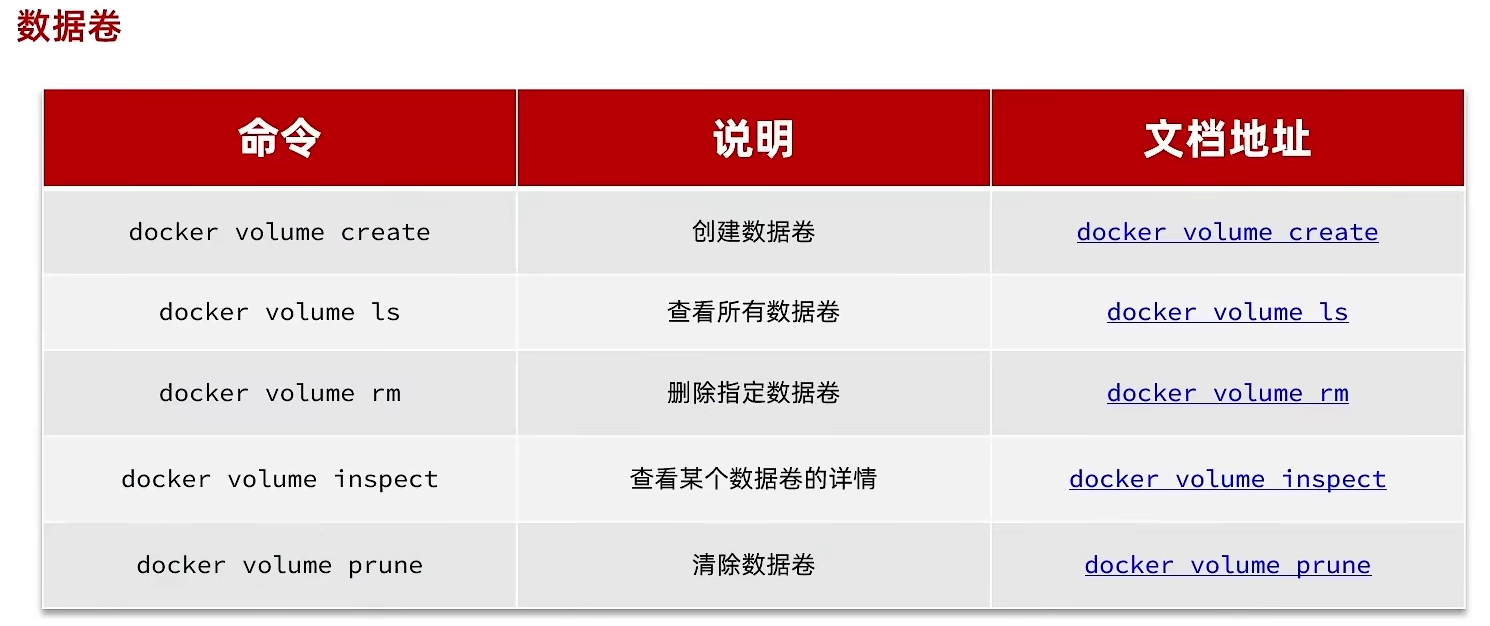 数据卷
命令 说明 文档地址
docker volume create 创建数据卷 docker volume create
docker volume ls 查看所有数据卷 docker volume ls
docker volume rm 删除指定数据卷 docker volume rm
docker volume inspect 查看某个数据卷的详情 docker volume inspect
docker volume prune 清除数据卷 docker volume prune